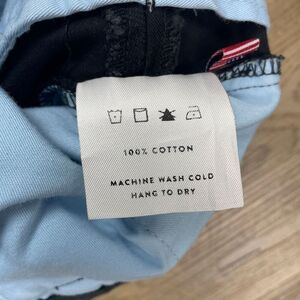 100% COTTON
MACHINE WASH COLD
HANG TO DRY